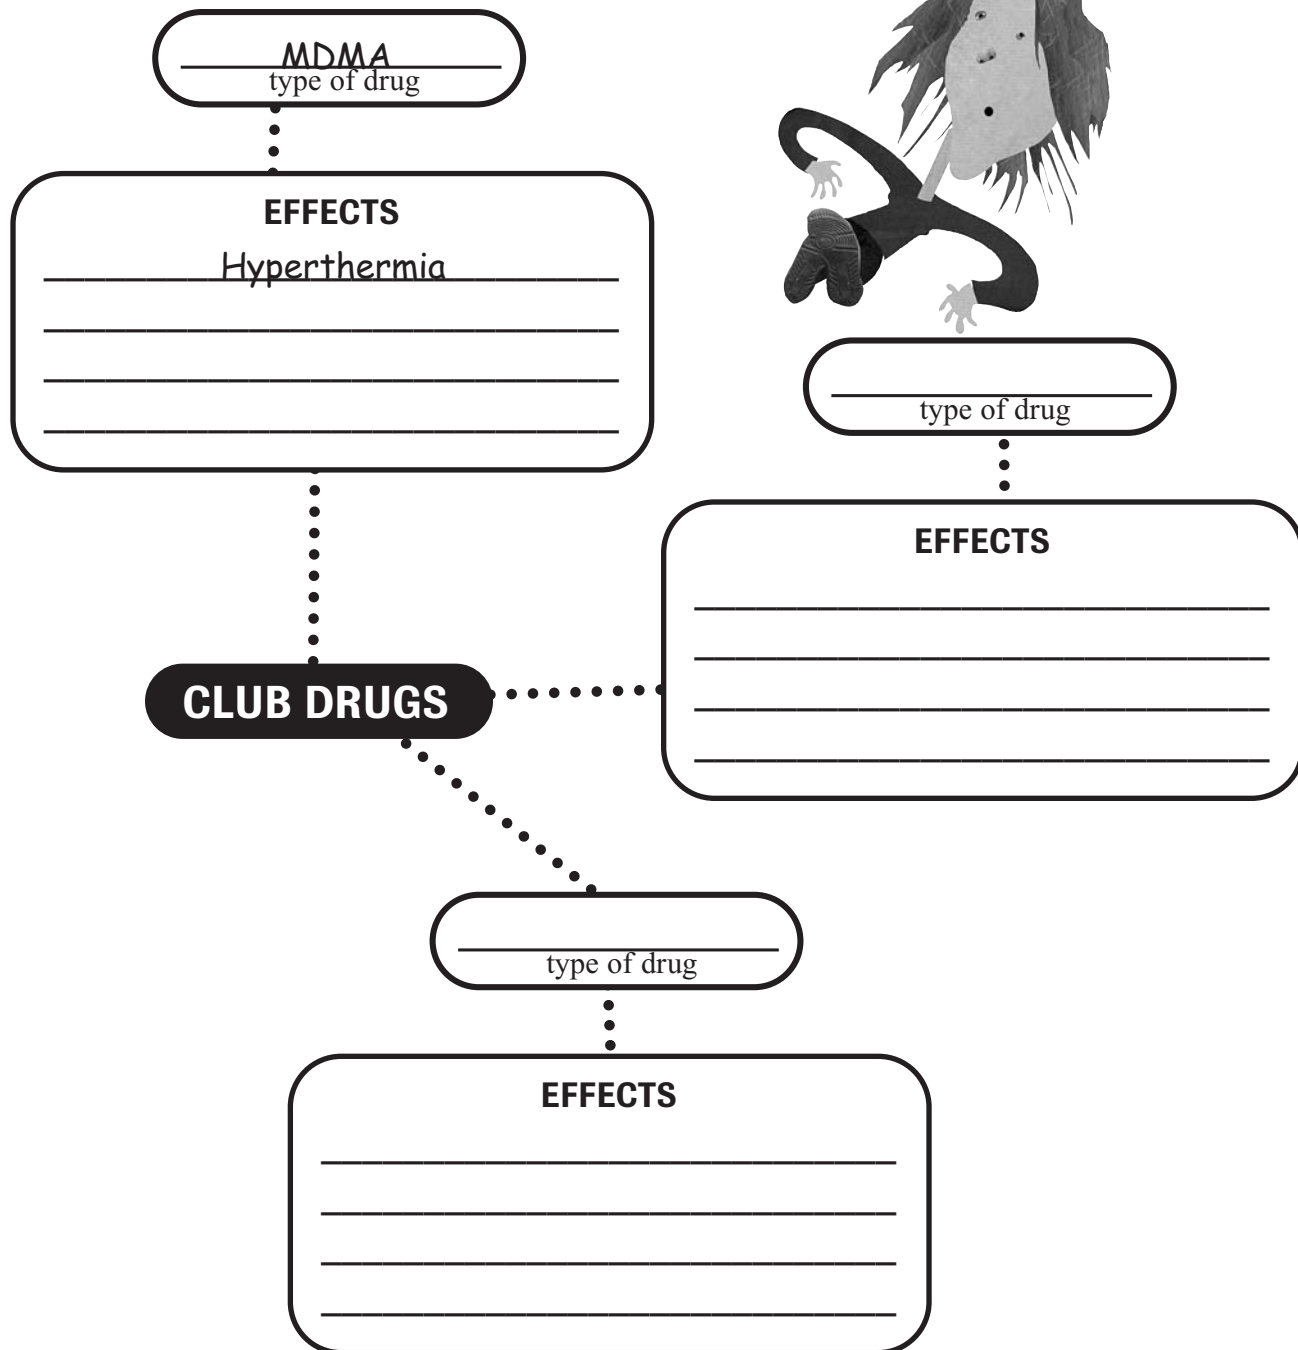 MDMA
type of drug
EFFECTS
Hyperthermia
type of drug
EFFECTS
CLUB DRUGS
type of drug
EFFECTS